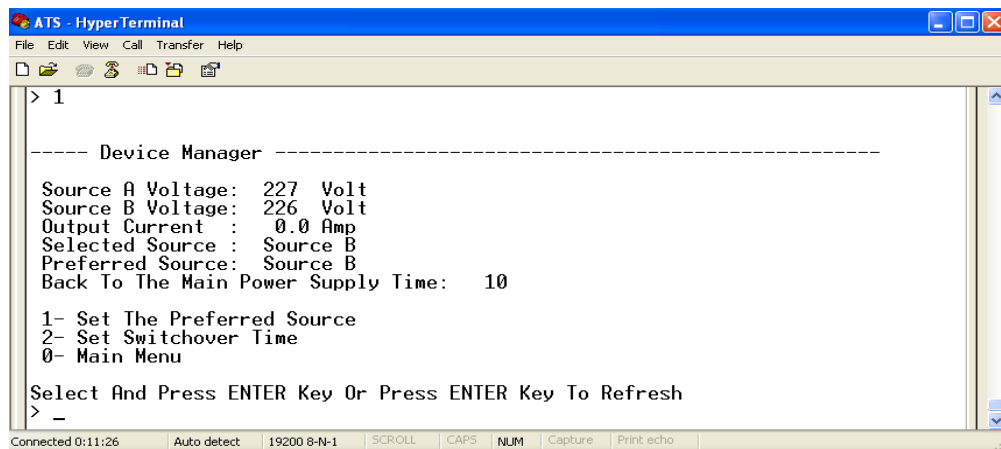 ATS - HyperTerminal
File Edit View Call Transfer Help
> 1
----- Device Manager ----------------------------------------------------
Source A Voltage:  227  Volt
Source B Voltage:  226  Volt
Output Current  :   0.0 Amp
Selected Source :  Source B
Preferred Source:  Source B
Back To The Main Power Supply Time:   10
1- Set The Preferred Source
2- Set Switchover Time
0- Main Menu
Select And Press ENTER Key Or Press ENTER Key To Refresh
> _
Connected 0:11:26 Auto detect 19200 8-N-1 SCROLL CAPS NUM Capture Print echo